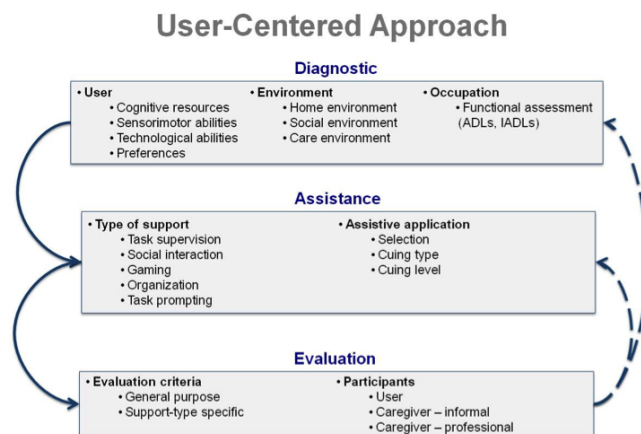 User-Centered Approach
Diagnostic
• User
• Cognitive resources
• Sensorimotor abilities
• Technological abilities
• Preferences
• Environment
• Home environment
• Social environment
• Care environment
• Occupation
• Functional assessment
(ADLs, IADLs)
Assistance
• Type of support
• Task supervision
• Social interaction
• Gaming
• Organization
• Task prompting
• Assistive application
• Selection
• Cuing type
• Cuing level
Evaluation
• Evaluation criteria
• General purpose
• Support-type specific
• Participants
• User
• Caregiver – informal
• Caregiver – professional